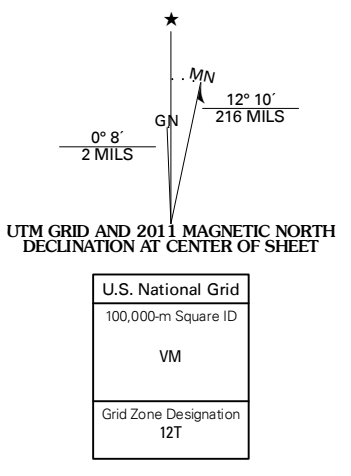 MN
12° 10´
216 MILS
GN
0° 8´
2 MILS
UTM GRID AND 2011 MAGNETIC NORTH
DECLINATION AT CENTER OF SHEET
U.S. National Grid
100,000-m Square ID
VM
Grid Zone Designation
12T